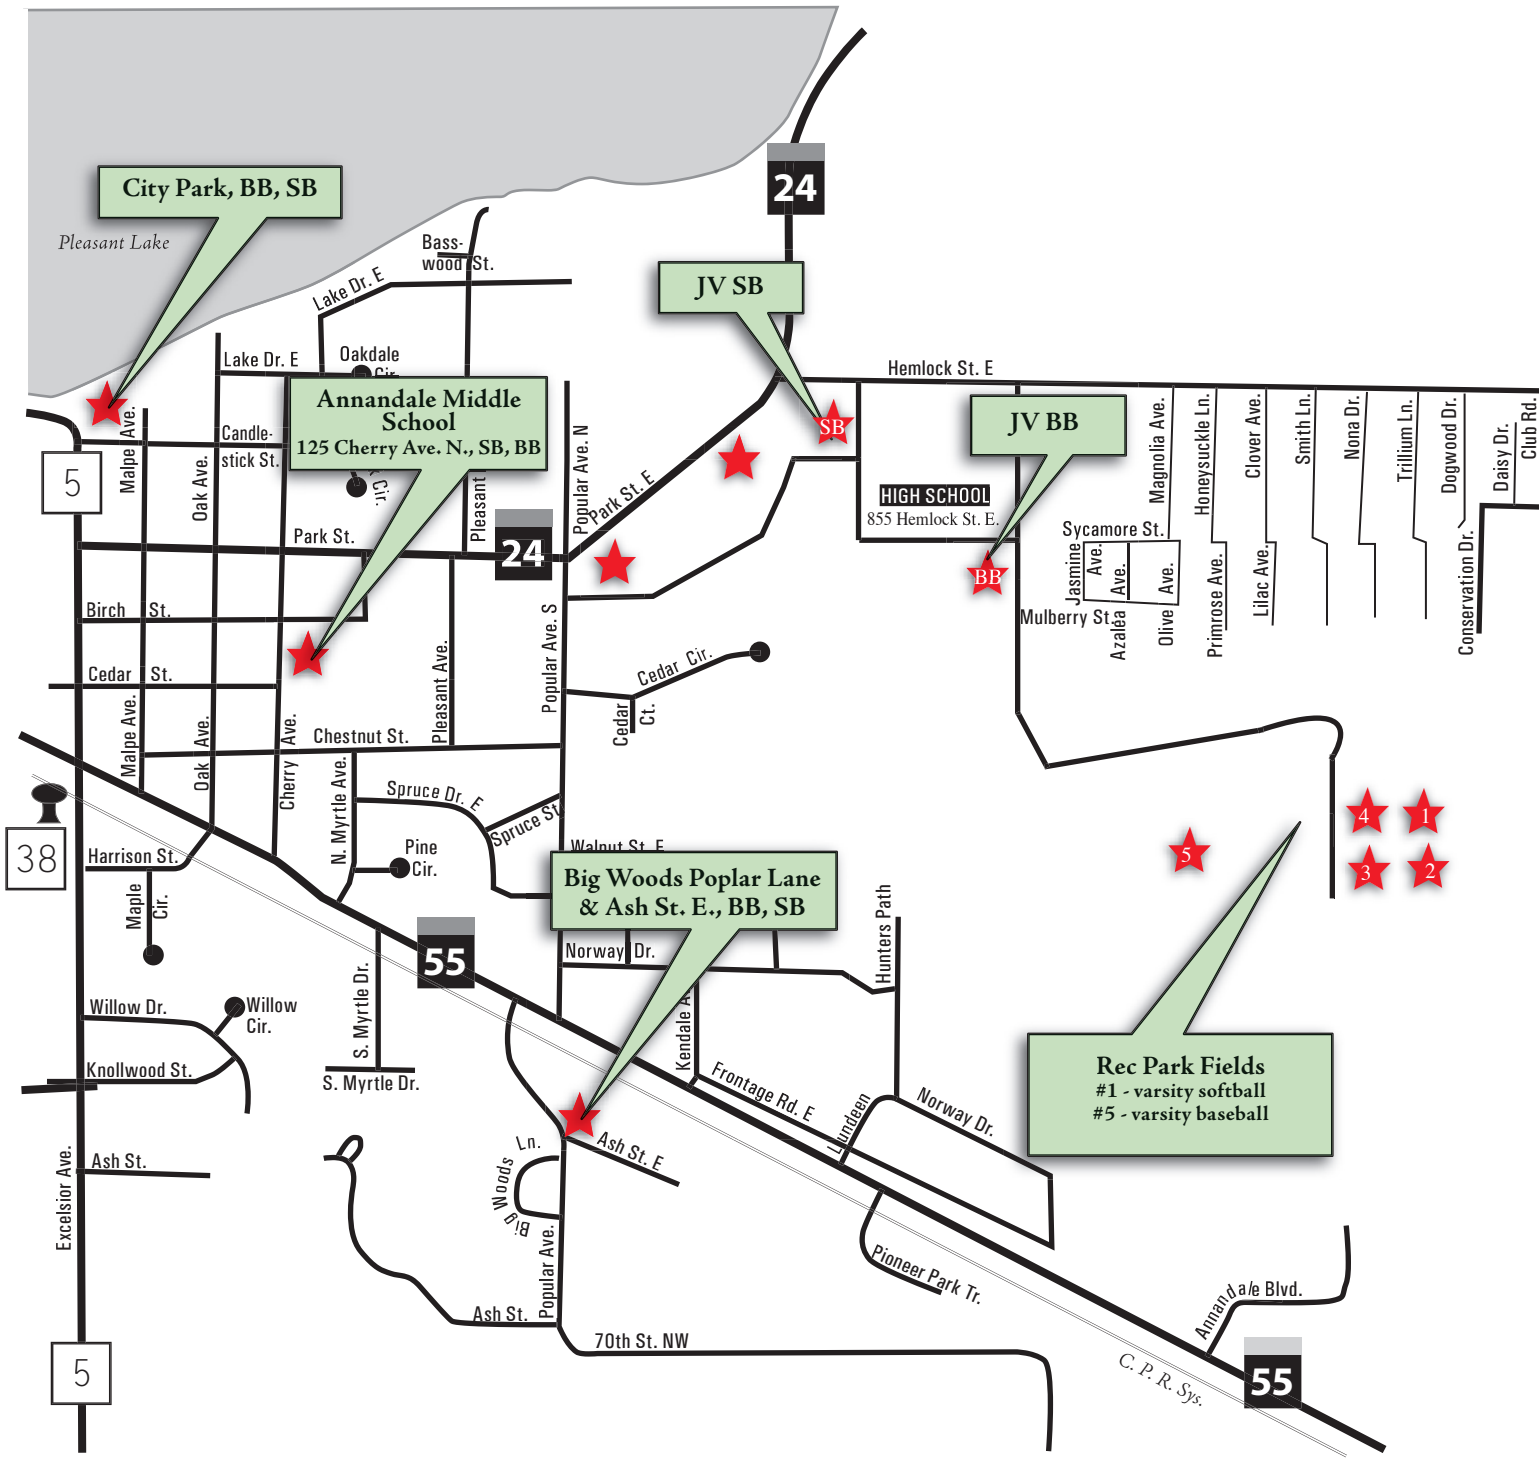 24
City Park, BB, SB
Pleasant Lake
Bass-
wood St.
Lake Dr. E
JV SB
Lake Dr. E
Oakdale
Cir.
Hemlock St. E
Annandale Middle
School
125 Cherry Ave. N., SB, BB
JV BB
SB
Malpe Ave.
Candle-
stick St.
Oak Ave.
Cir.
Pleasant
Popular Ave. N
Park St. E
5
HIGH SCHOOL
855 Hemlock St. E.
Magnolia Ave.
Honeysuckle Ln.
Clover Ave.
Smith Ln.
Nona Dr.
Trillium Ln.
Dogwood Dr.
Daisy Dr.
Club Rd.
Park St.
24
Sycamore St.
BB
Jasmine
Ave.
Azalea
Ave.
Olive Ave.
Primrose Ave.
Lilac Ave.
Conservation Dr.
Mulberry St.
Birch St.
Cedar St.
Popular Ave. S
Pleasant Ave.
Cedar Cir.
Cedar
Ct.
Malpe Ave.
Oak Ave.
Cherry Ave.
Chestnut St.
N. Myrtle Ave.
Spruce Dr. E
Spruce St.
Pine
Cir.
Walnut St. E
38
Harrison St.
Maple
Cir.
4
1
5
3
2
Big Woods Poplar Lane
& Ash St. E., BB, SB
55
Norway Dr.
Hunters Path
Willow Dr.
Willow
Cir.
S. Myrtle Dr.
Kendale
Knollwood St.
S. Myrtle Dr.
Frontage Rd. E
Lundeen
Norway Dr.
Rec Park Fields
#1 - varsity softball
#5 - varsity baseball
Excelsior Ave.
Ash St.
Ash St. E
Big Woods Ln.
Popular Ave.
Pioneer Park Tr.
Annandale Blvd.
Ash St.
70th St. NW
5
C. P. R. Sys.
55